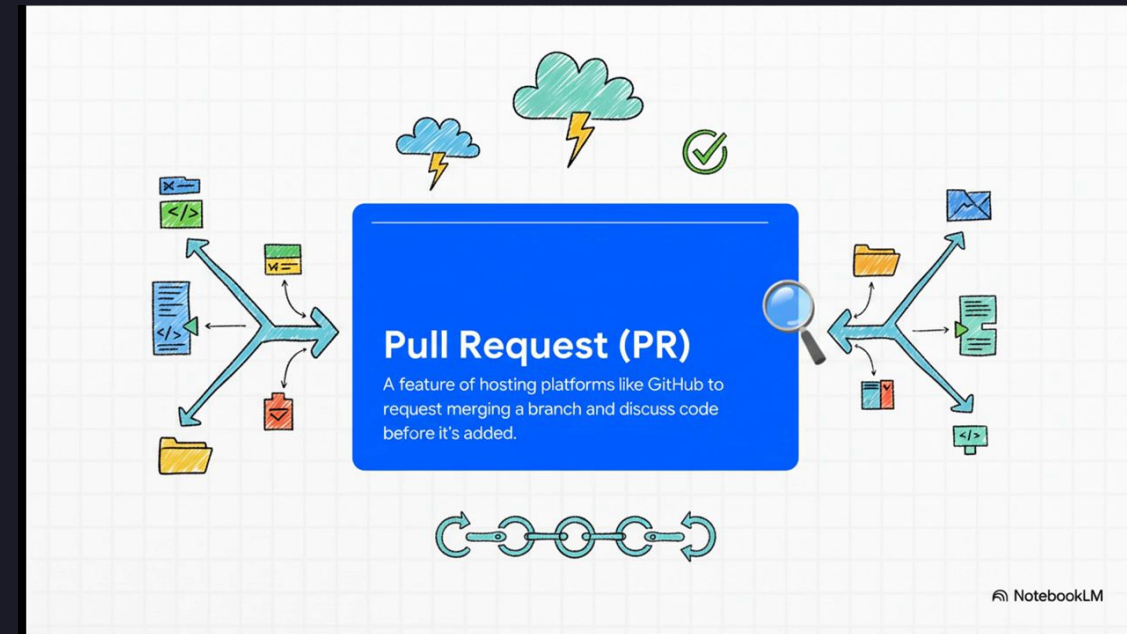 Pull Request (PR)
A feature of hosting platforms like GitHub to
request merging a branch and discuss code
before it's added.
</>
</>
</>
NotebookLM